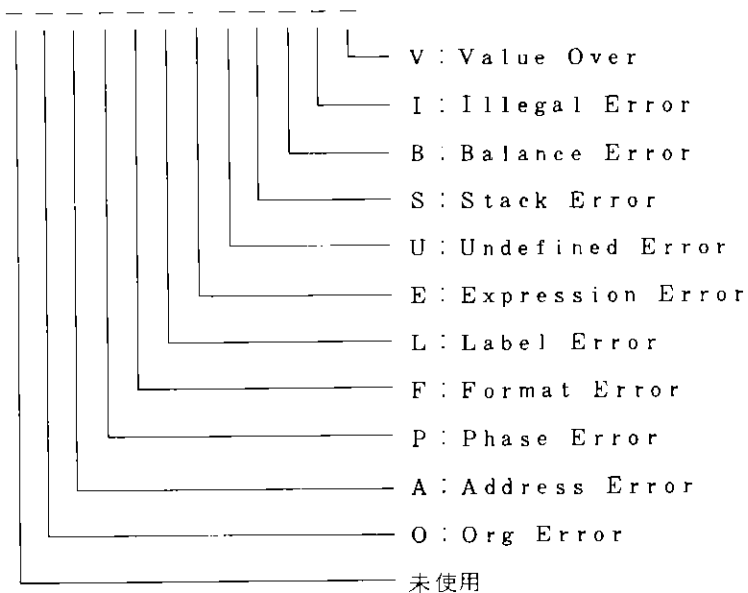 V : Value Over
I : Illegal Error
B : Balance Error
S : Stack Error
U : Undefined Error
E : Expression Error
L : Label Error
F : Format Error
P : Phase Error
A : Address Error
O : Org Error
未使用